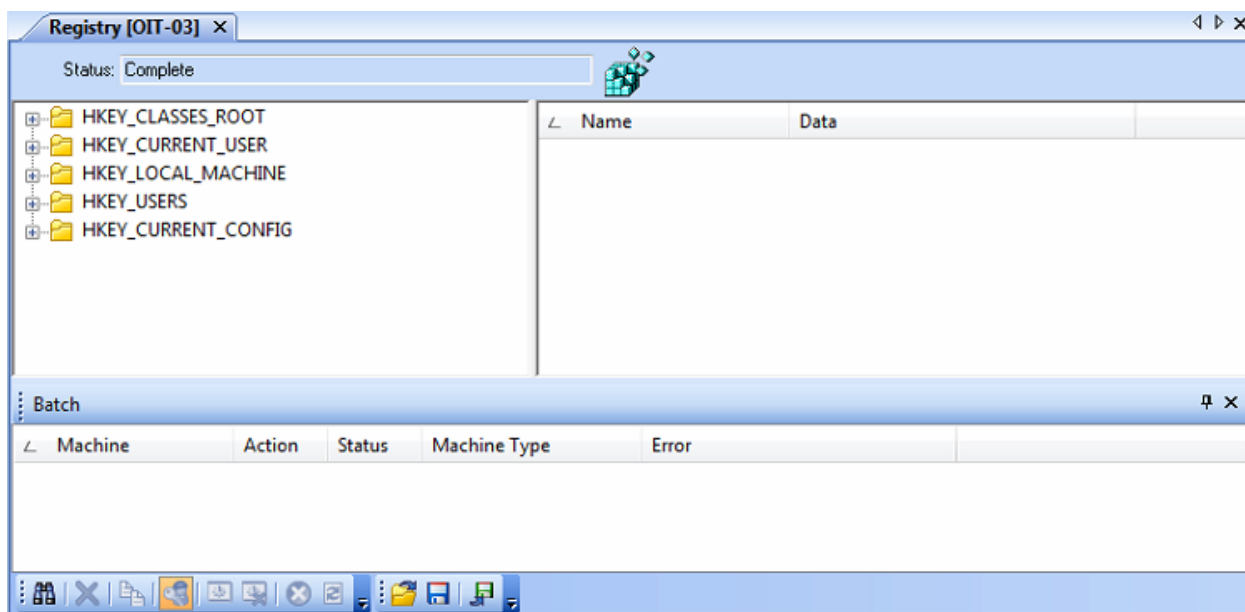 Registry [OIT-03]
Status: Complete
HKEY_CLASSES_ROOT
HKEY_CURRENT_USER
HKEY_LOCAL_MACHINE
HKEY_USERS
HKEY_CURRENT_CONFIG
Name Data
Batch
Machine Action Status Machine Type Error